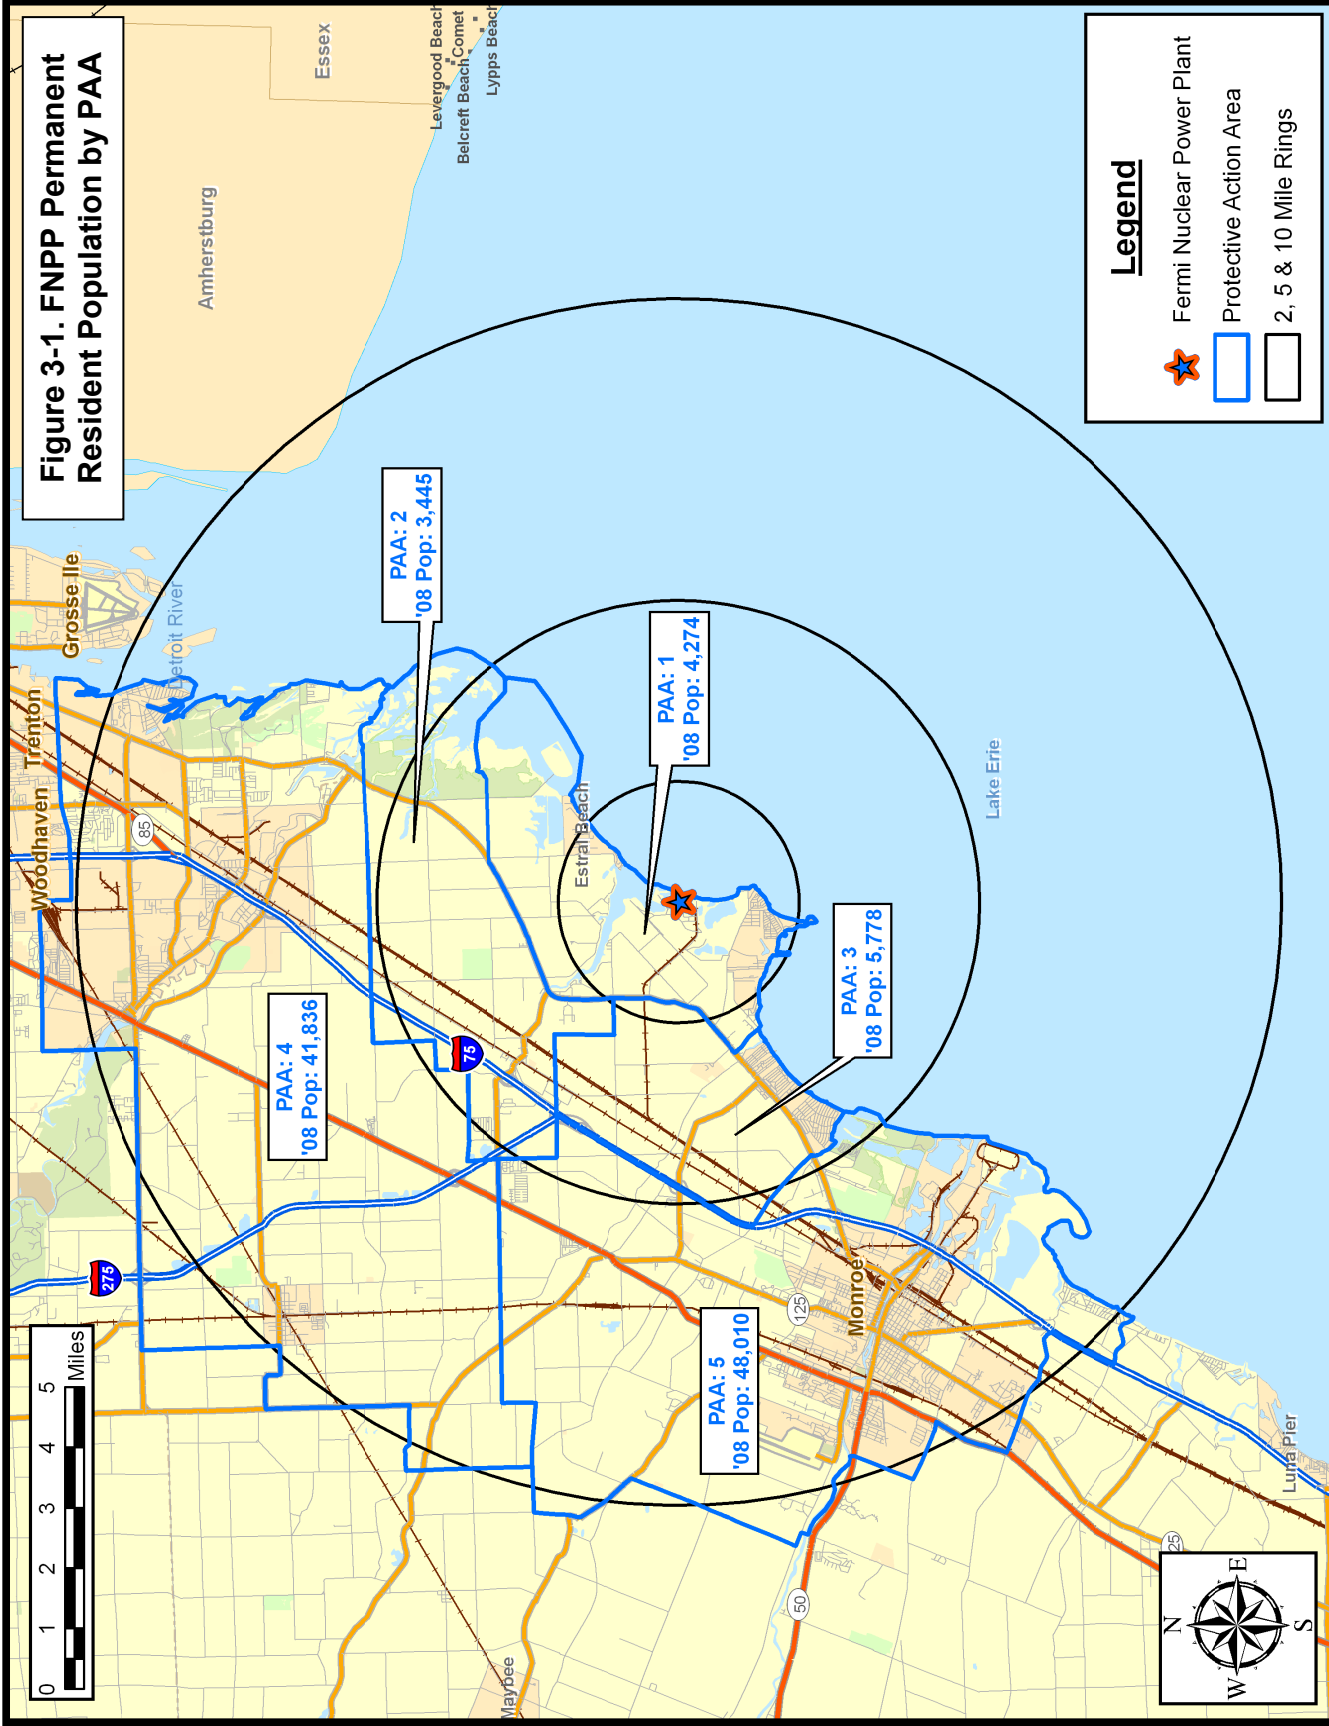 Figure 3-1. FNPP Permanent
Resident Population by PAA
Essex
Amherstburg
Levergood Beach
Comet
Belcreft Beach
Lypps Beach
Grosse Ile
Detroit River
Trenton
Woodhaven
85
PAA: 2
'08 Pop: 3,445
PAA: 1
'08 Pop: 4,274
Estral Beach
Lake Erie
PAA: 3
'08 Pop: 5,778
PAA: 4
'08 Pop: 41,836
75
275
PAA: 5
'08 Pop: 48,010
125
Monroe
50
Maybee
Luna Pier
25
0 1 2 3 4 5
Miles
N
W E
S
Legend
Fermi Nuclear Power Plant
Protective Action Area
2, 5 & 10 Mile Rings